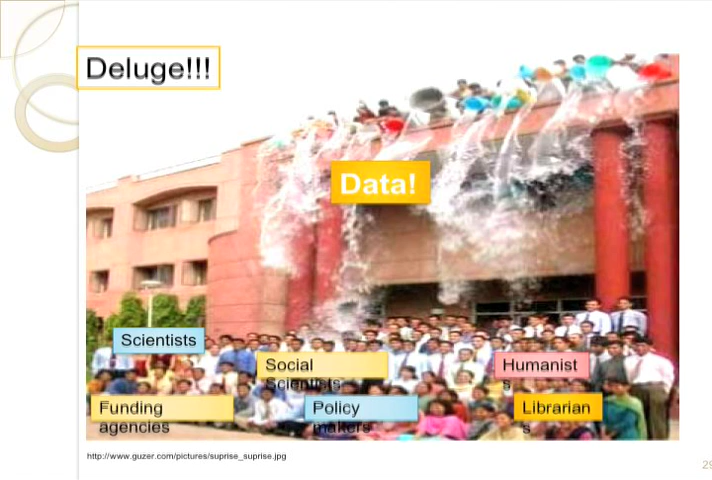 Deluge!!!
Data!
Scientists
Social
Scientists
Humanist
s
Funding
agencies
Policy
makers
Librarian
s
http://www.guzer.com/pictures/suprise_suprise.jpg
29